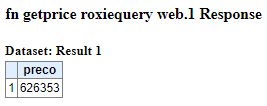 fn getprice roxiequery web.1 Response
Dataset: Result 1
preco
1 626353